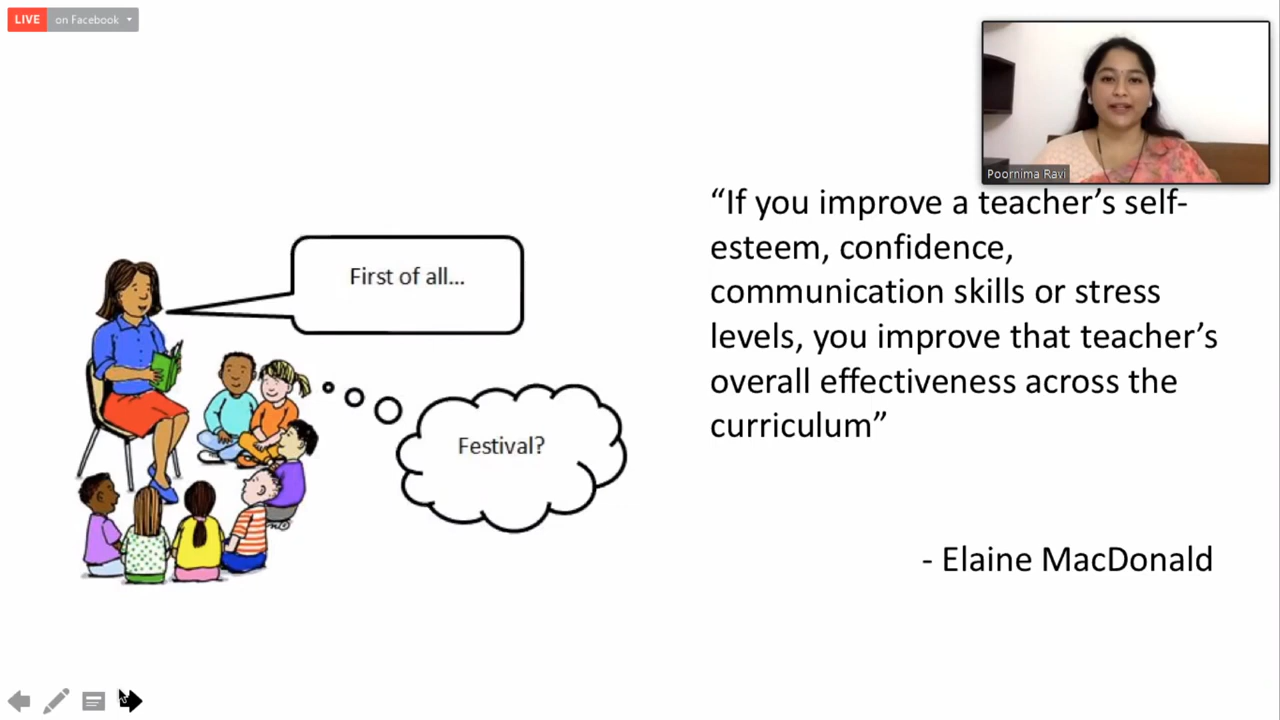 LIVE on Facebook
Poornima Ravi
First of all...
Festival?
“If you improve a teacher’s self-
esteem, confidence,
communication skills or stress
levels, you improve that teacher’s
overall effectiveness across the
curriculum”
- Elaine MacDonald